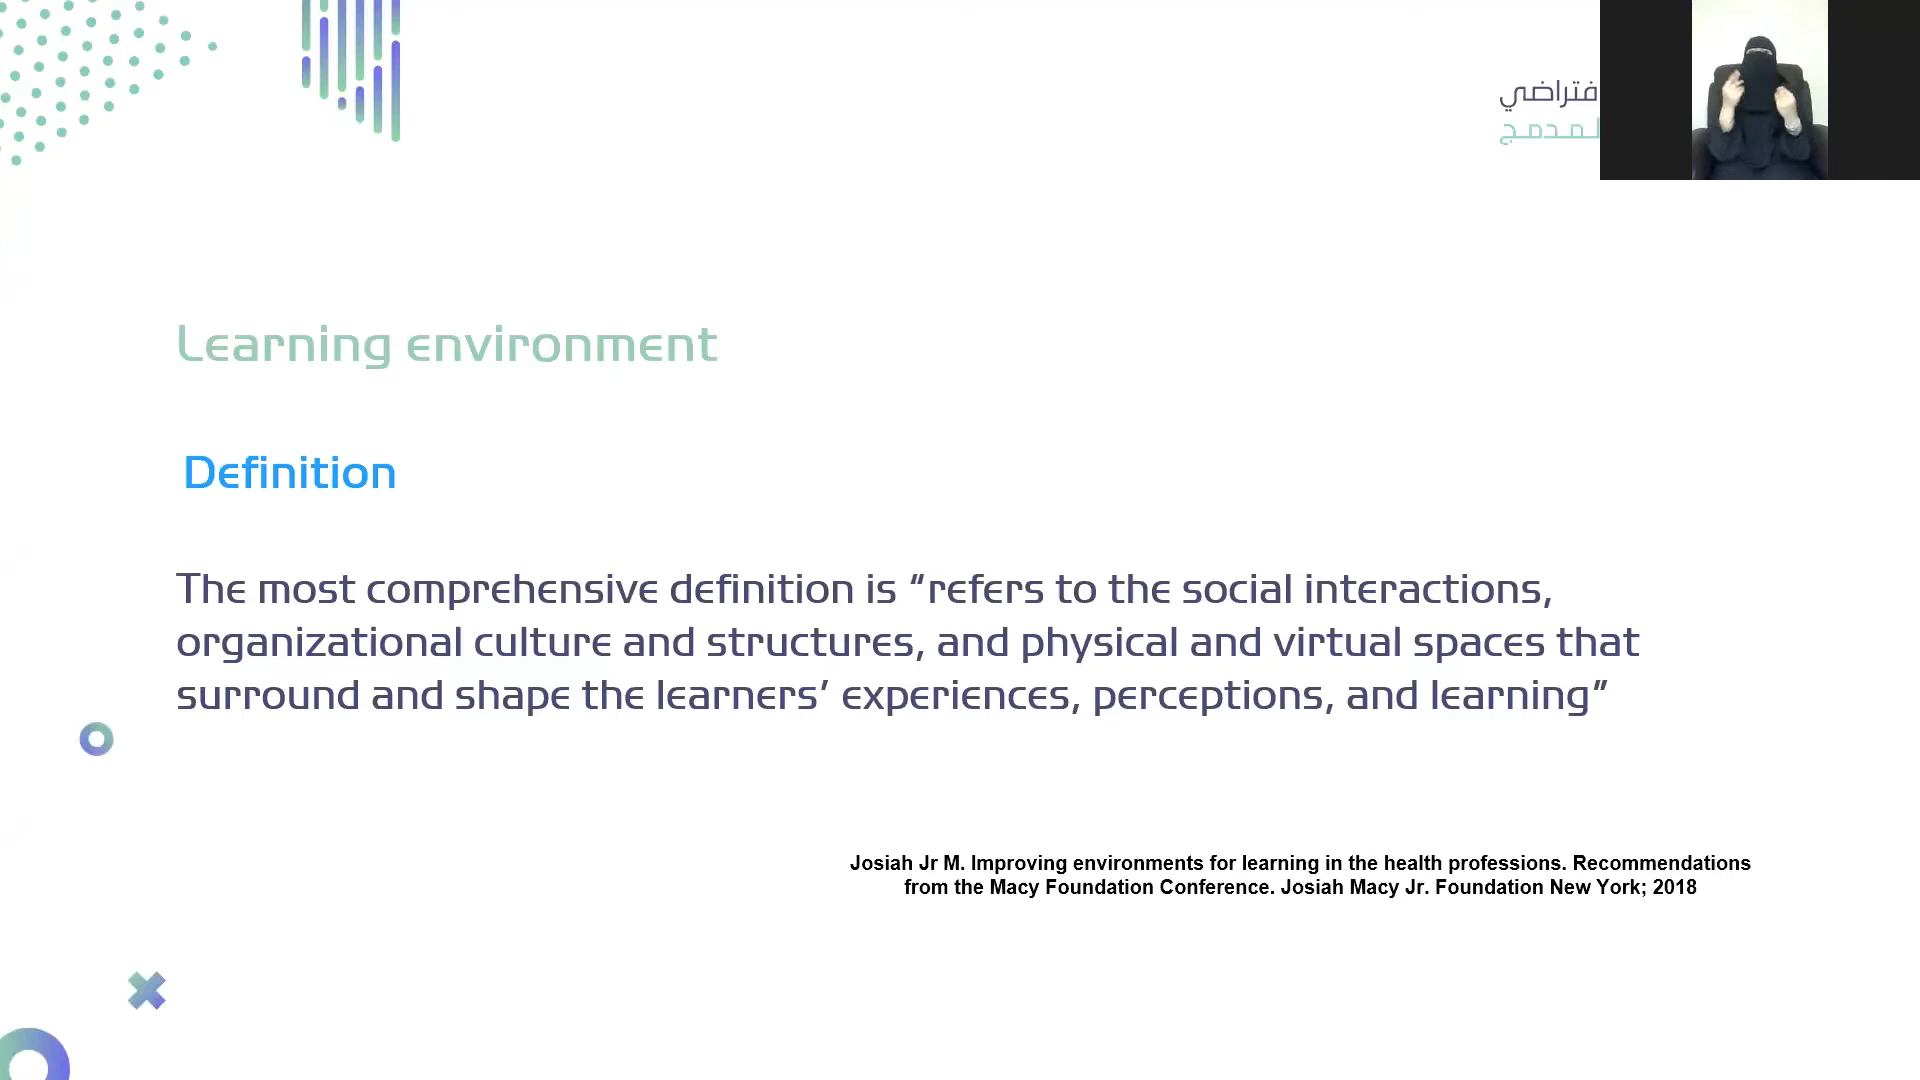 Learning environment
Definition
The most comprehensive definition is “refers to the social interactions,
organizational culture and structures, and physical and virtual spaces that
surround and shape the learners’ experiences, perceptions, and learning”
Josiah Jr M. Improving environments for learning in the health professions. Recommendations
from the Macy Foundation Conference. Josiah Macy Jr. Foundation New York; 2018